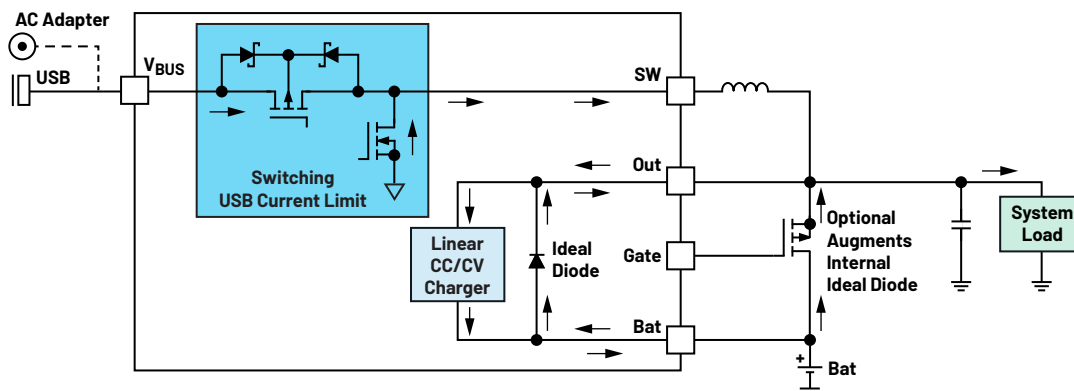 AC Adapter
USB
VBUS
Switching
USB Current Limit
SW
Out
Linear
CC/CV
Charger
Ideal
Diode
Gate
Optional
Augments
Internal
Ideal Diode
System
Load
Bat
+
Bat